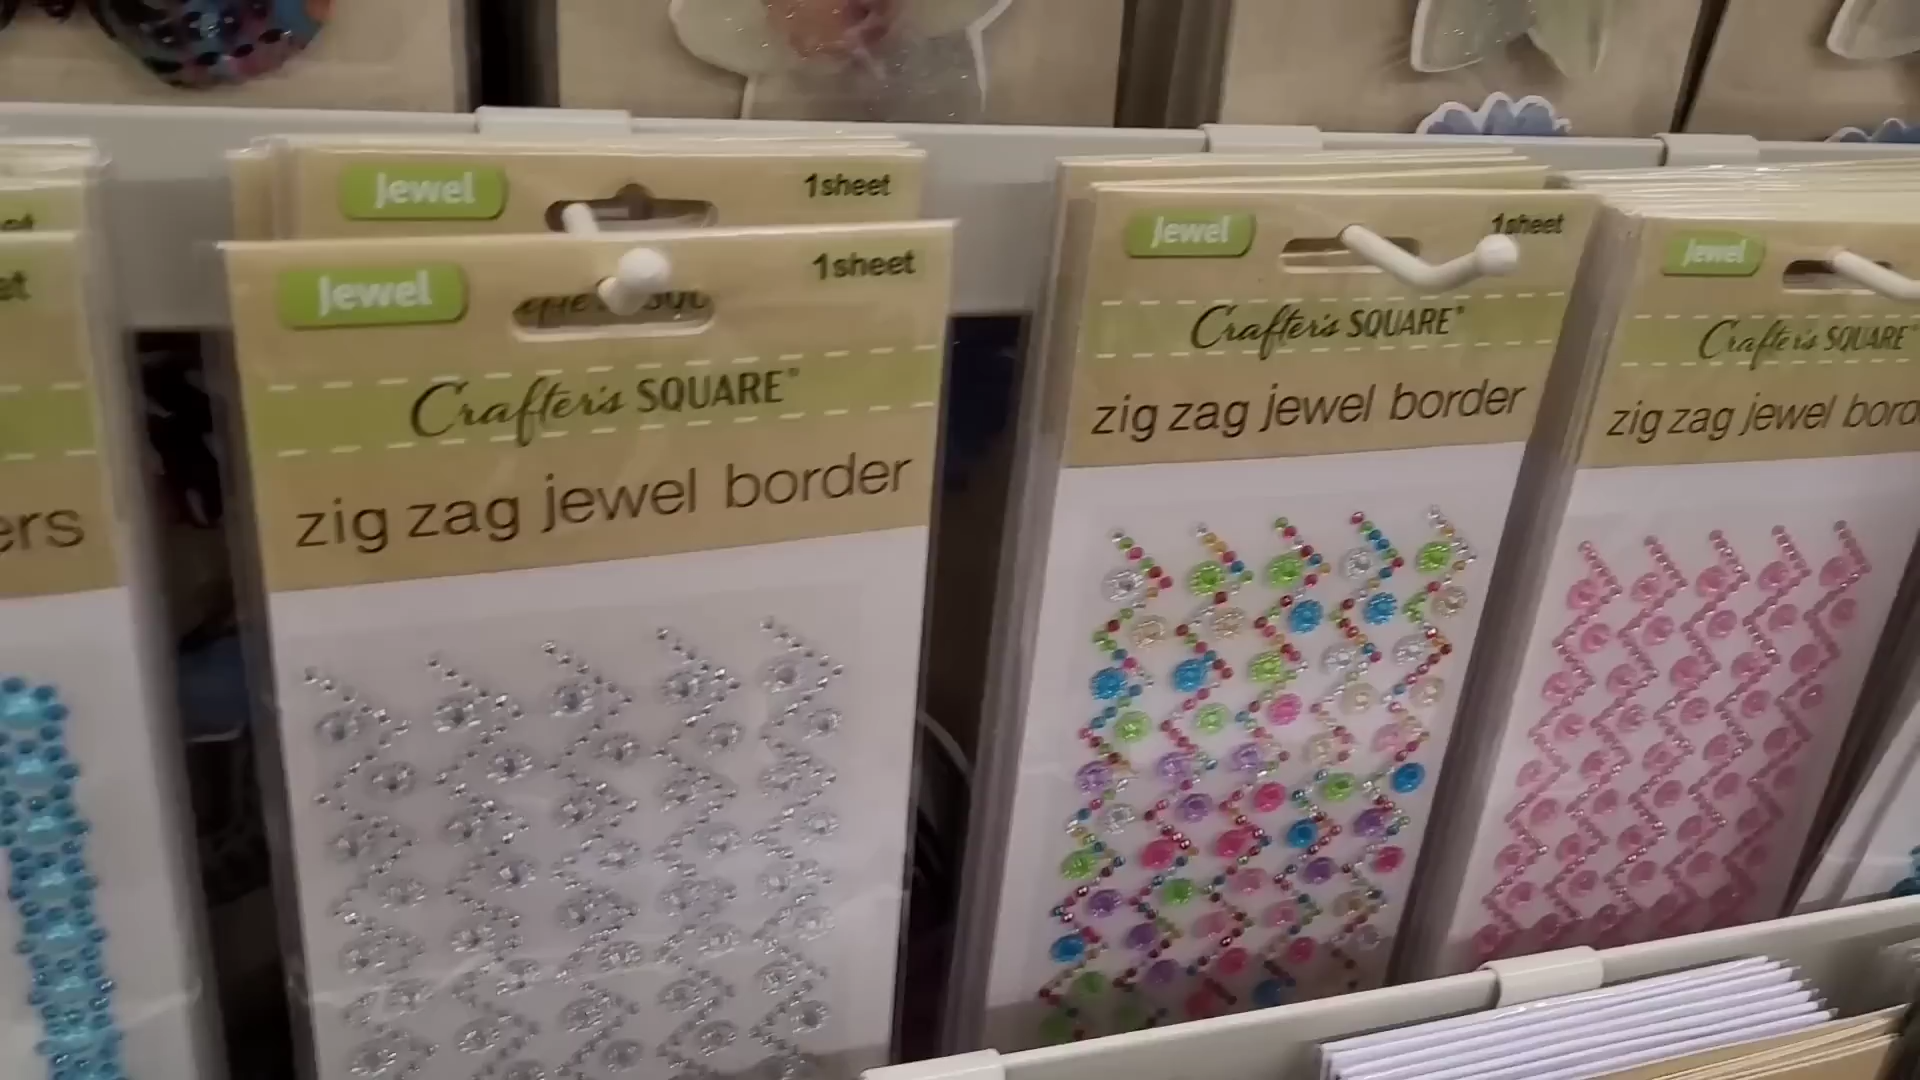 Jewel
1sheet
Jewel
1sheet
Crafter's SQUARE®
zig zag jewel border
Jewel
1sheet
Crafter's SQUARE®
zig zag jewel border
Jewel
Crafter's SQUARE®
zig zag jewel bord
ers